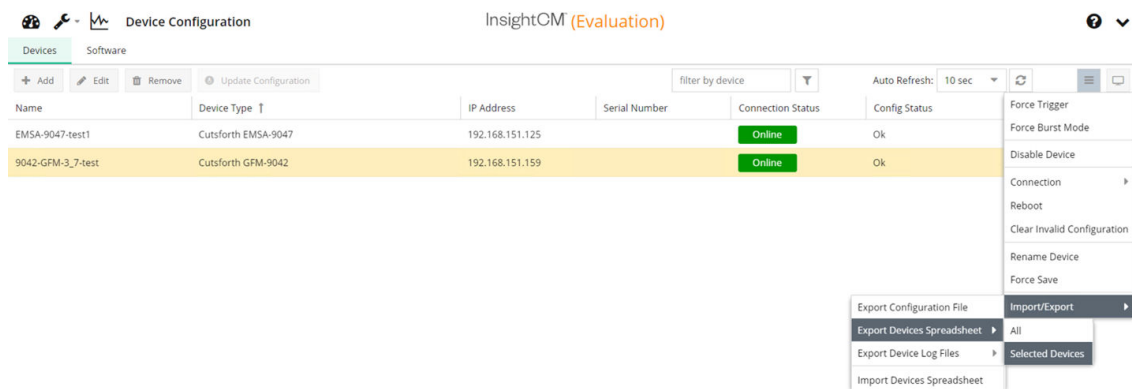 Device Configuration
InsightCM (Evaluation)
Devices Software
+ Add Edit Remove Update Configuration filter by device Auto Refresh: 10 sec
Name Device Type ↑ IP Address Serial Number Connection Status Config Status
EMSA-9047-test1 Cutsforth EMSA-9047 192.168.151.125 Online Ok
9042-GFM-3_7-test Cutsforth GFM-9042 192.168.151.159 Online Ok
Force Trigger
Force Burst Mode
Disable Device
Connection
Reboot
Clear Invalid Configuration
Rename Device
Force Save
Import/Export
Export Configuration File
Export Devices Spreadsheet
Export Device Log Files
Import Devices Spreadsheet
All
Selected Devices